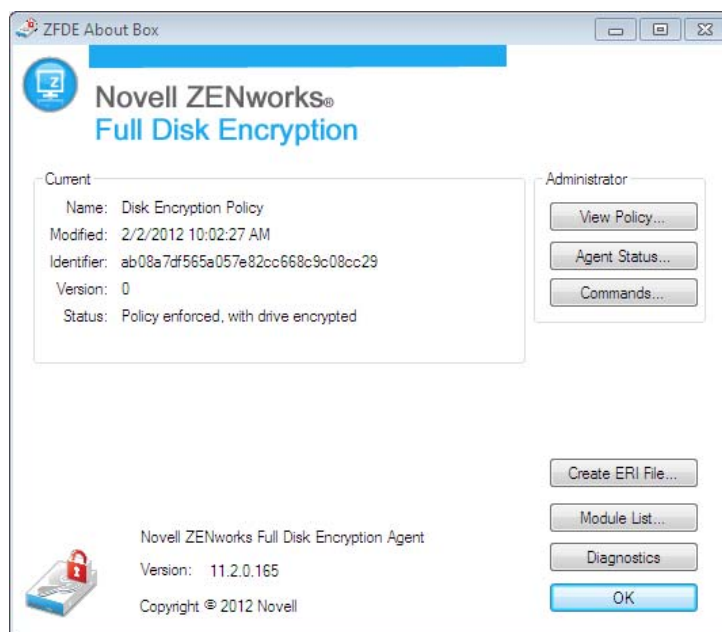 ZFDE About Box
Z
Novell ZENworks®
Full Disk Encryption
Current
Name: Disk Encryption Policy
Modified: 2/2/2012 10:02:27 AM
Identifier: ab08a7df565a057e82cc668c9c08cc29
Version: 0
Status: Policy enforced, with drive encrypted
Administrator
View Policy...
Agent Status...
Commands...
Create ERI File...
Module List...
Diagnostics
OK
Novell ZENworks Full Disk Encryption Agent
Version: 11.2.0.165
Copyright © 2012 Novell